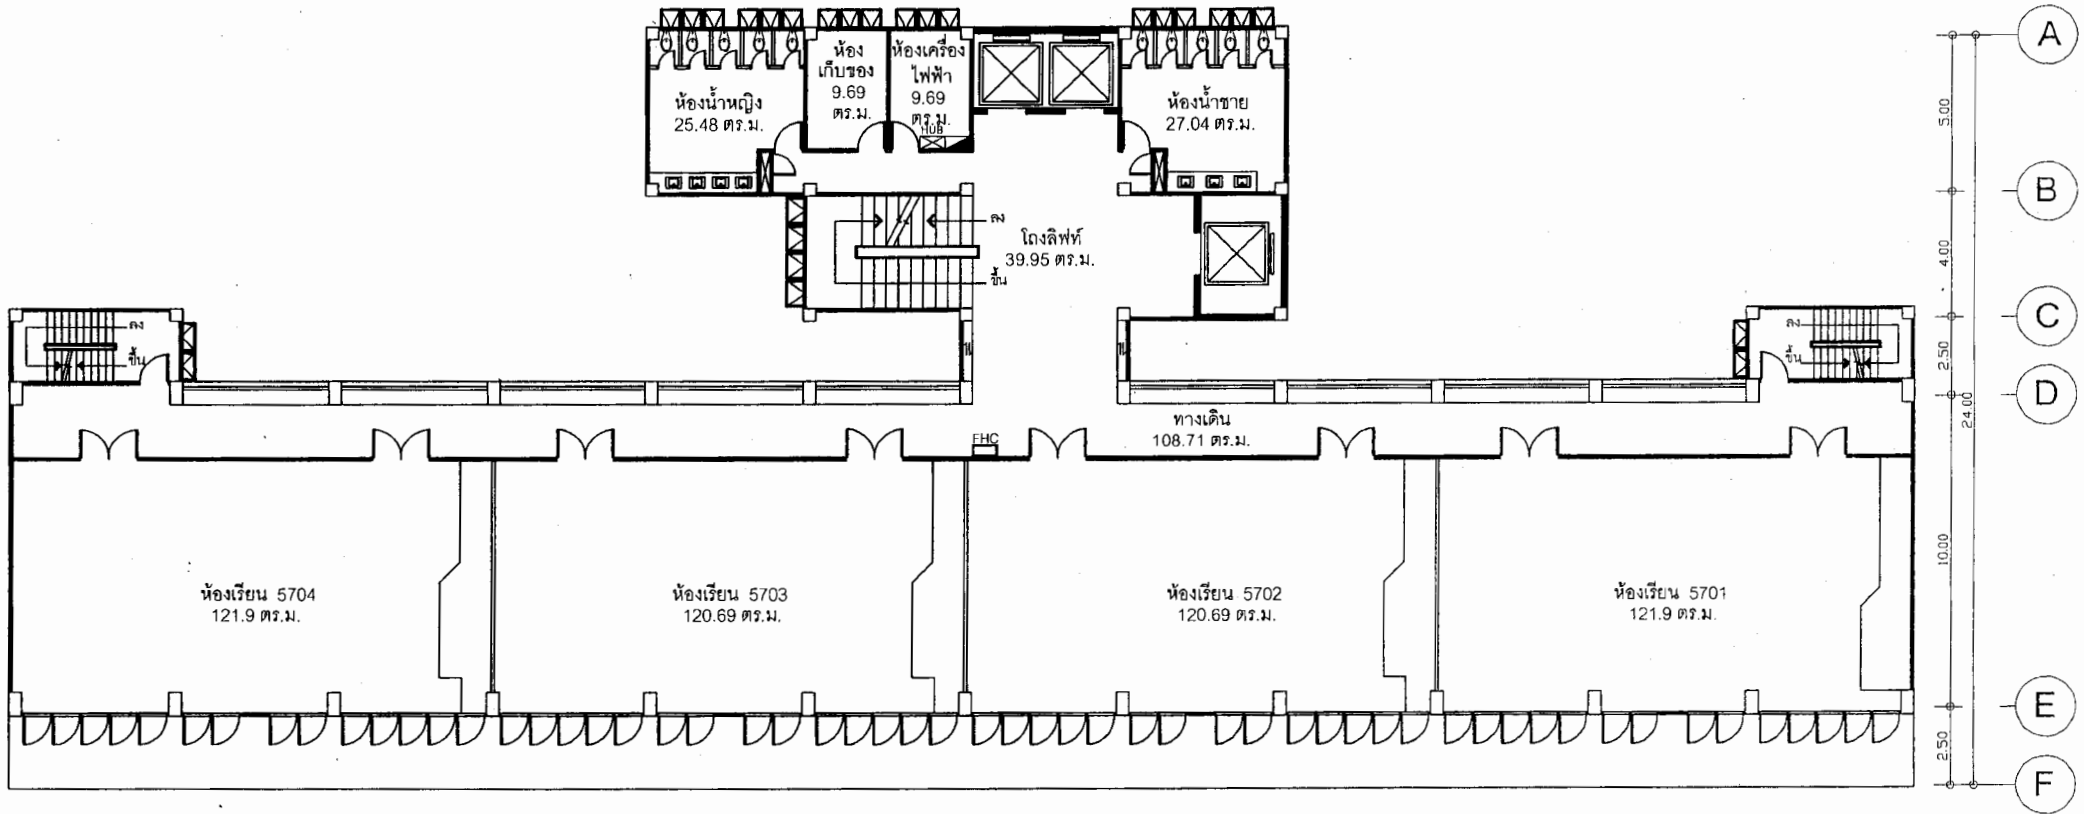 ห้องน้ำหญิง
25.48 ตร.ม.
ห้อง
เก็บของ
9.69
ตร.ม.
ห้องเครื่อง
ไฟฟ้า
9.69
ตร.ม.
HUB
ห้องน้ำชาย
27.04 ตร.ม.
A
5.00
B
ลง
โถงลิฟท์
39.95 ตร.ม.
ขึ้น
4.00
C
ลง
ขึ้น
ลง
ขึ้น
2.50
D
24.00
ทางเดิน
108.71 ตร.ม.
FHC
10.00
ห้องเรียน 5704
121.9 ตร.ม.
ห้องเรียน 5703
120.69 ตร.ม.
ห้องเรียน 5702
120.69 ตร.ม.
ห้องเรียน 5701
121.9 ตร.ม.
E
2.50
F